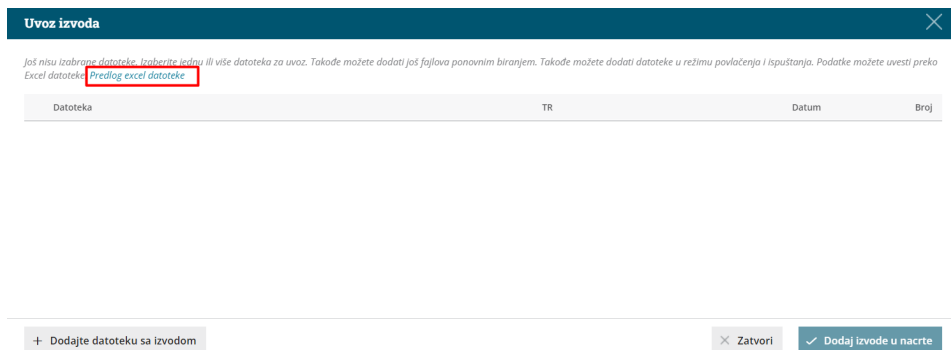 Uvoz izvoda
Još nisu izabrane datoteke. Izaberite jednu ili više datoteka za uvoz. Takođe možete dodati još fajlova ponovnim biranjem. Takođe možete dodati datoteke u režimu povlačenja i ispuštanja. Podatke možete uvesti preko
Excel datoteke. Predlog excel datoteke
Datoteka TR Datum Broj
+ Dodajte datoteku sa izvodom Zatvori Dodaj izvode u nacrte